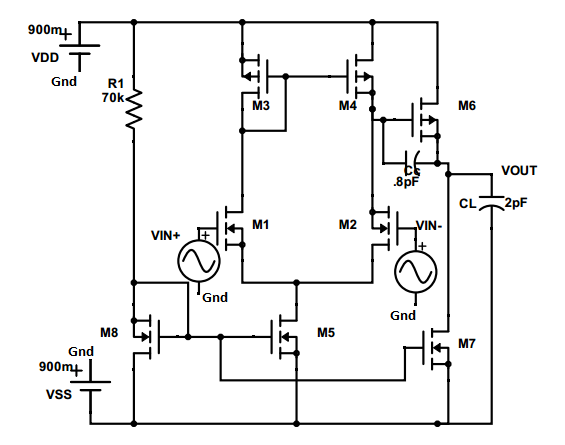 900m
VDD
Gnd
R1
70k
M3
M4
M6
Cc
.8pF
VOUT
CL
2pF
VIN+
M1
M2
VIN-
Gnd
Gnd
M8
M5
M7
Gnd
900m
VSS